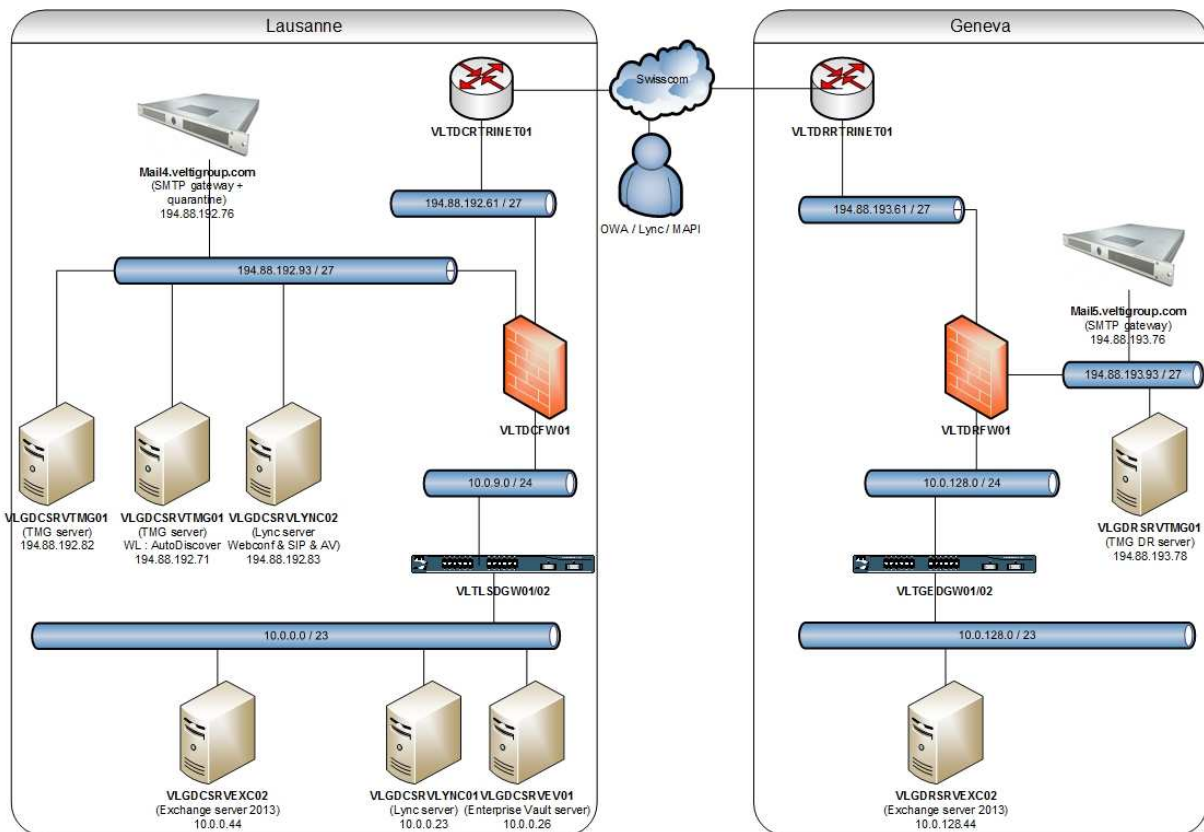 Lausanne
VLTDCRTRINET01
Mail4.veltigroup.com
(SMTP gateway +
quarantine)
194.88.192.76
194.88.192.61 / 27
194.88.192.93 / 27
VLTDCFW01
VLGDCSRVTMG01
(TMG server)
194.88.192.82
VLGDCSRVTMG01
(TMG server)
WL : AutoDiscover
194.88.192.71
VLGDCSRVLYNC02
(Lync server
Webconf & SIP & AV)
194.88.192.83
10.0.9.0 / 24
VLTLSDGW01/02
10.0.0.0 / 23
VLGDCSRVEXC02
(Exchange server 2013)
10.0.0.44
VLGDCSRVLYNC01
(Lync server)
10.0.0.23
VLGDCSRVEV01
(Enterprise Vault server)
10.0.0.26
Swisscom
OWA / Lync / MAPI
Geneva
VLTDRRTRINET01
194.88.193.61 / 27
Mail5.veltigroup.com
(SMTP gateway)
194.88.193.76
194.88.193.93 / 27
VLTDRFW01
10.0.128.0 / 24
VLGDRSRVTMG01
(TMG DR server)
194.88.193.78
VLTGEDGW01/02
10.0.128.0 / 23
VLGDRSRVEXC02
(Exchange server 2013)
10.0.128.44